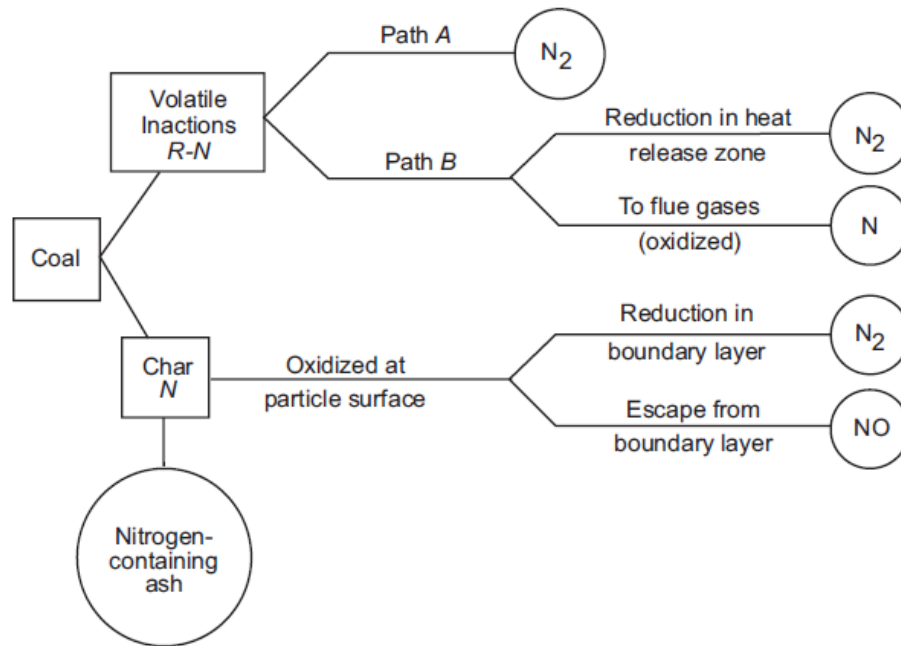 Path A
N2
Volatile
Inactions
R-N
Reduction in heat
release zone
N2
Path B
To flue gases
(oxidized)
N
Coal
Reduction in
boundary layer
N2
Char
N
Oxidized at
particle surface
Escape from
boundary layer
NO
Nitrogen-
containing
ash